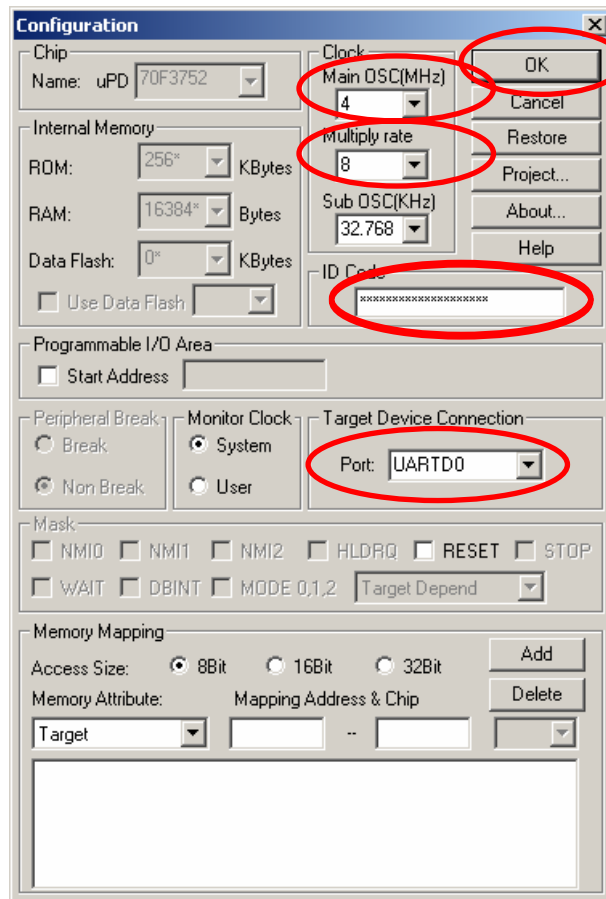 Configuration
Chip
Name: uPD 70F3752
Clock
Main OSC(MHz)
4
Multiply rate
8
Sub OSC(KHz)
32.768
OK
Cancel
Restore
Project...
About...
Help
Internal Memory
ROM: 256* KBytes
RAM: 16384* Bytes
Data Flash: 0* KBytes
Use Data Flash
ID Code
********************
Programmable I/O Area
Start Address
Peripheral Break
Break
Non Break
Monitor Clock
System
User
Target Device Connection
Port: UARTD0
Mask
NMI0 NMI1 NMI2 HLDRQ RESET STOP
WAIT DBINT MODE 0,1,2 Target Depend
Memory Mapping
Access Size: 8Bit 16Bit 32Bit
Add
Memory Attribute: Mapping Address & Chip
Delete
Target --